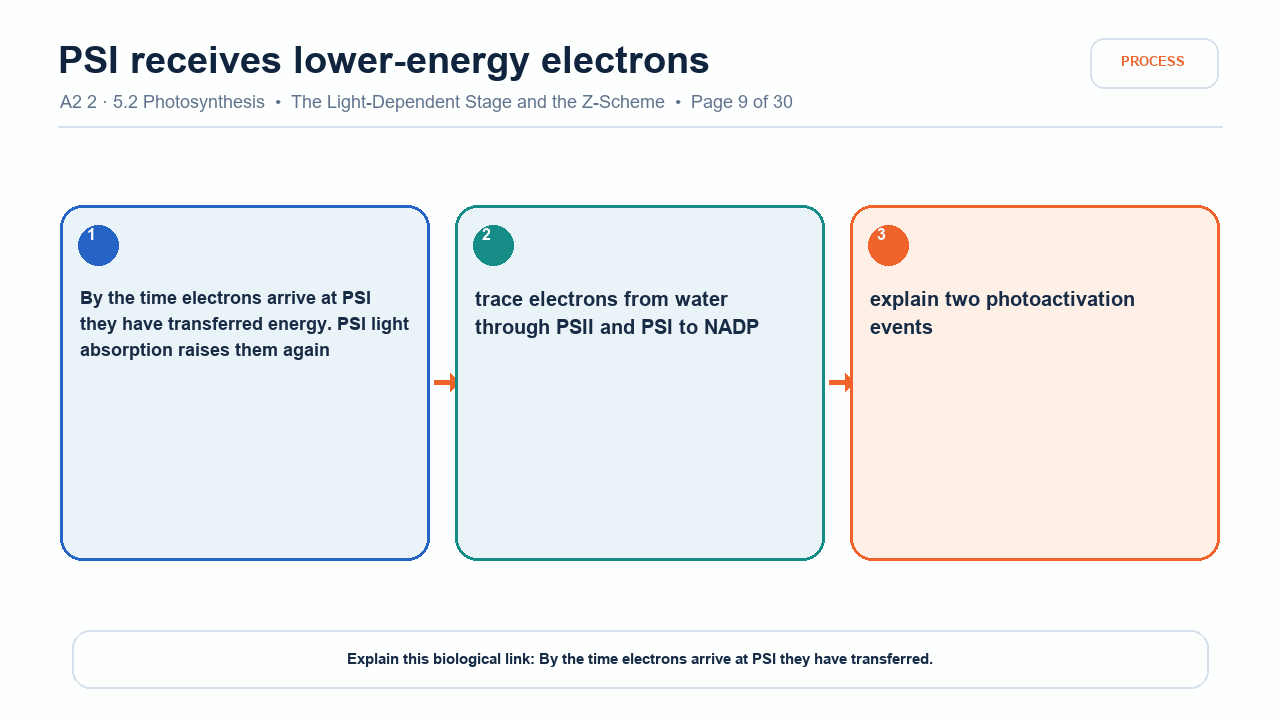 PSI receives lower-energy electrons
PROCESS
A2 2 · 5.2 Photosynthesis • The Light-Dependent Stage and the Z-Scheme • Page 9 of 30
1
By the time electrons arrive at PSI
they have transferred energy. PSI light
absorption raises them again
2
trace electrons from water
through PSII and PSI to NADP
3
explain two photoactivation
events
Explain this biological link: By the time electrons arrive at PSI they have transferred.